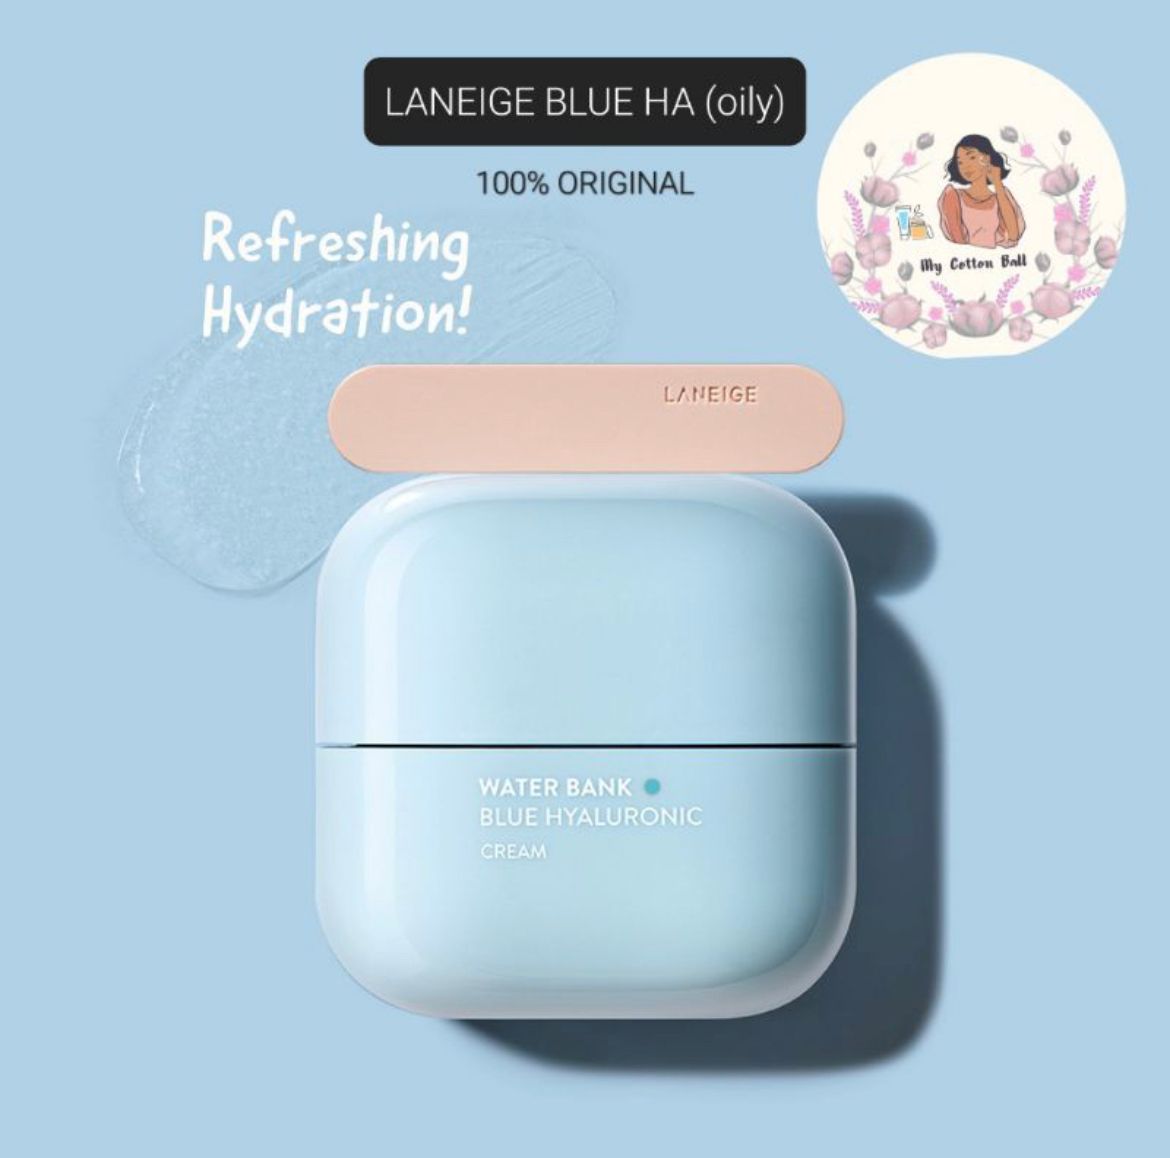 LANEIGE BLUE HA (oily)
100% ORIGINAL
Refreshing
Hydration!
My Cotton Ball
LANEIGE
WATER BANK
BLUE HYALURONIC
CREAM